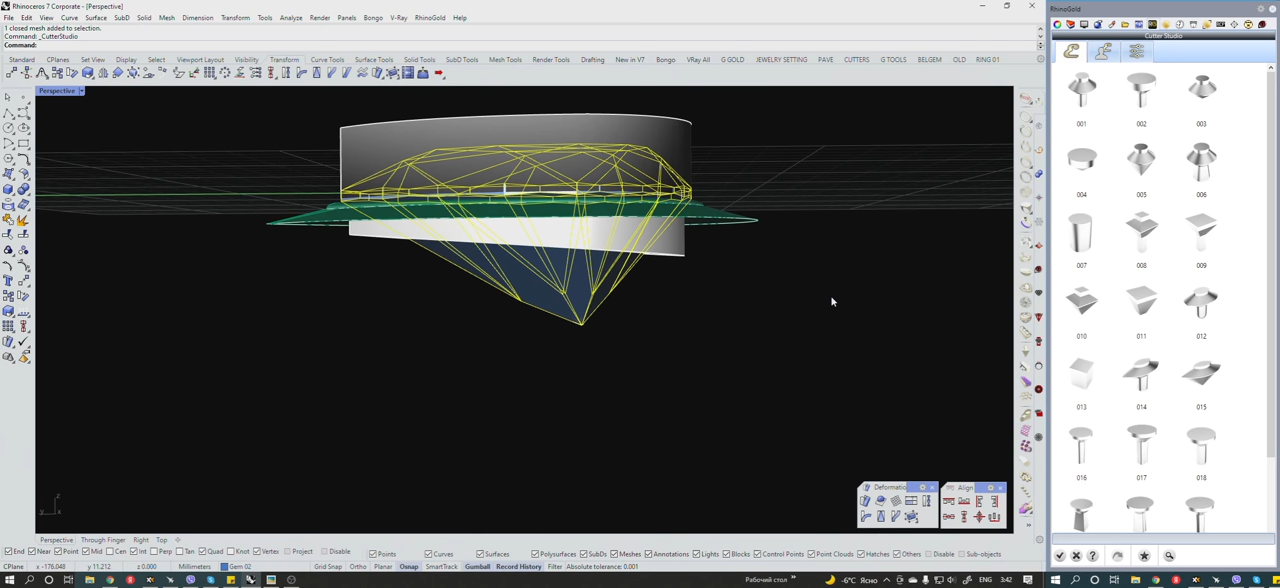 Rhinoceros 7 Corporate - [Perspective]
File Edit View Curve Surface SubD Solid Mesh Dimension Transform Tools Analyze Render Panels Bongo V-Ray RhinoGold Help
1 closed mesh added to selection.
Command: _CutterStudio
Command:
Standard CPlanes Set View Display Select Viewport Layout Visibility Transform Curve Tools Surface Tools Solid Tools SubD Tools Mesh Tools Render Tools Drafting New in V7 Bongo VRay All G GOLD JEWELRY SETTING PAVE CUTTERS G TOOLS BELGEM OLD RING 01
Perspective
z
y x
Deformatio
Align
Perspective Through Finger Right Top
End Near Point Mid Cen Int Perp Tan Quad Knot Vertex Project Disable Points Curves Surfaces Polysurfaces SubDs Meshes Annotations Lights Blocks Control Points Point Clouds Hatches Others Disable Sub-objects
CPlane x -176.048 y 11.212 z 0.000 Millimeters Gem 02 Grid Snap Ortho Planar Osnap SmartTrack Gumball Record History Filter Absolute tolerance: 0.001
Рабочий стол -6°C Ясно ENG 3:42
RhinoGold
Cutter Studio
001 002 003
004 005 006
007 008 009
010 011 012
013 014 015
016 017 018